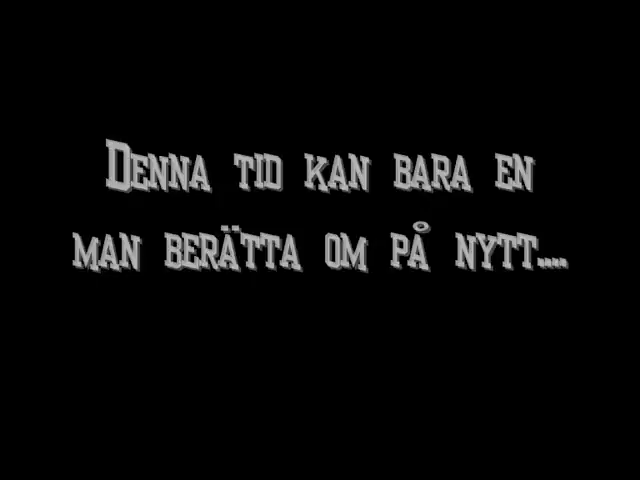 Denna tid kan bara en
man berätta om på nytt....